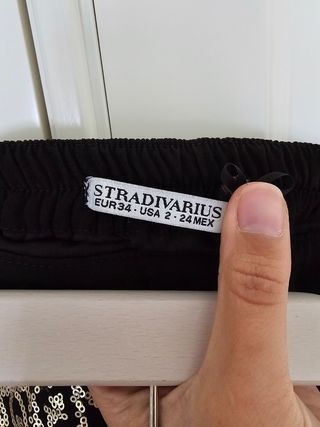 STRADIVARIUS
EUR34 · USA 2 · 24MEX